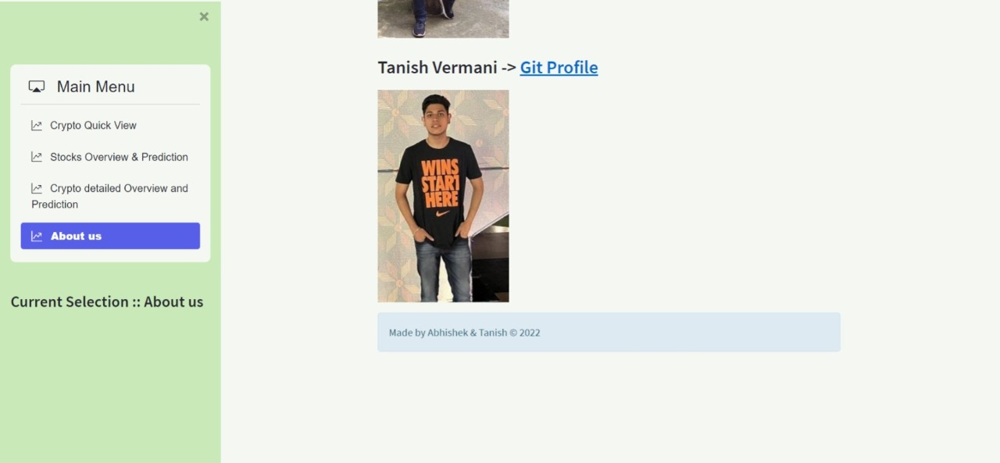 ×
Main Menu
Crypto Quick View
Stocks Overview & Prediction
Crypto detailed Overview and
Prediction
About us
Current Selection :: About us
Tanish Vermani -> Git Profile
WINS
START
HERE
Made by Abhishek & Tanish © 2022